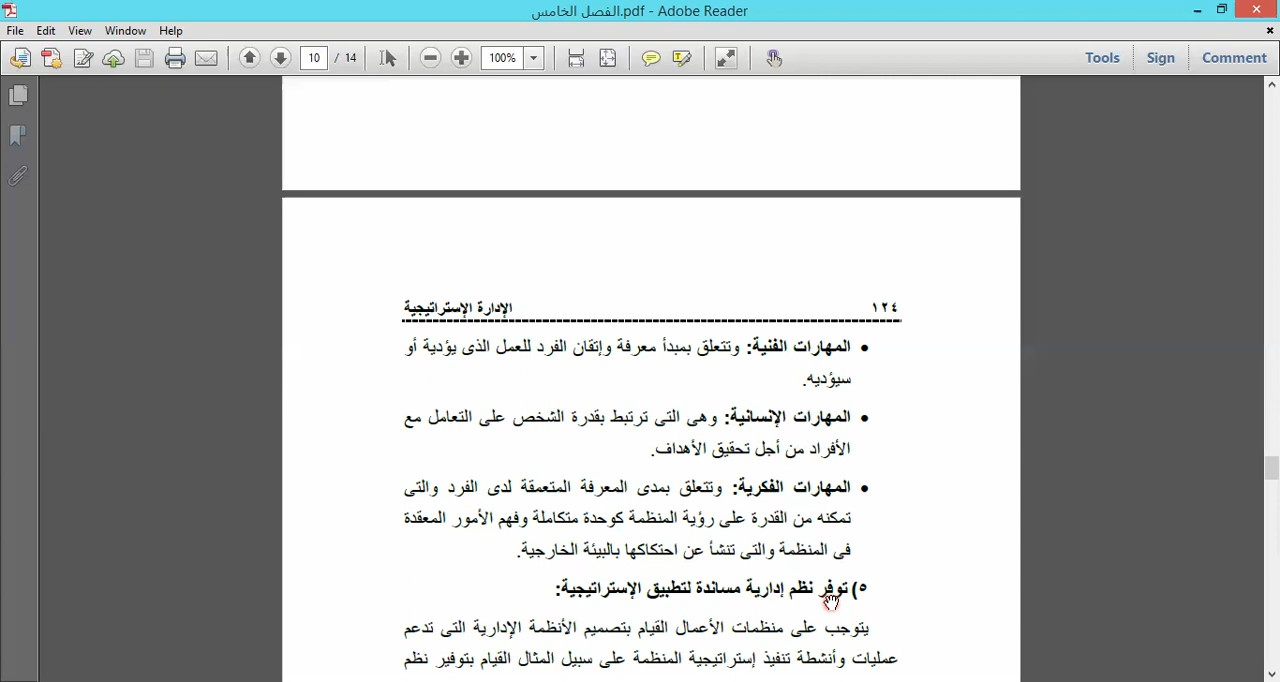 الفصل الخامس.pdf - Adobe Reader
File Edit View Window Help
10 / 14 100% Tools Sign Comment
١٢٤ الإدارة الإستراتيجية
• المهارات الفنية: وتتعلق بمبدأ معرفة وإتقان الفرد للعمل الذى يؤدية أو
سيؤديه.
• المهارات الإنسانية: وهى التى ترتبط بقدرة الشخص على التعامل مع
الأفراد من أجل تحقيق الأهداف.
• المهارات الفكرية: وتتعلق بمدى المعرفة المتعمقة لدى الفرد والتى
تمكنه من القدرة على رؤية المنظمة كوحدة متكاملة وفهم الأمور المعقدة
فى المنظمة والتى تنشأ عن احتكاكها بالبيئة الخارجية.
٥) توفر نظم إدارية مساندة لتطبيق الإستراتيجية:
يتوجب على منظمات الأعمال القيام بتصميم الأنظمة الإدارية التى تدعم
عمليات وأنشطة تنفيذ إستراتيجية المنظمة على سبيل المثال القيام بتوفير نظم